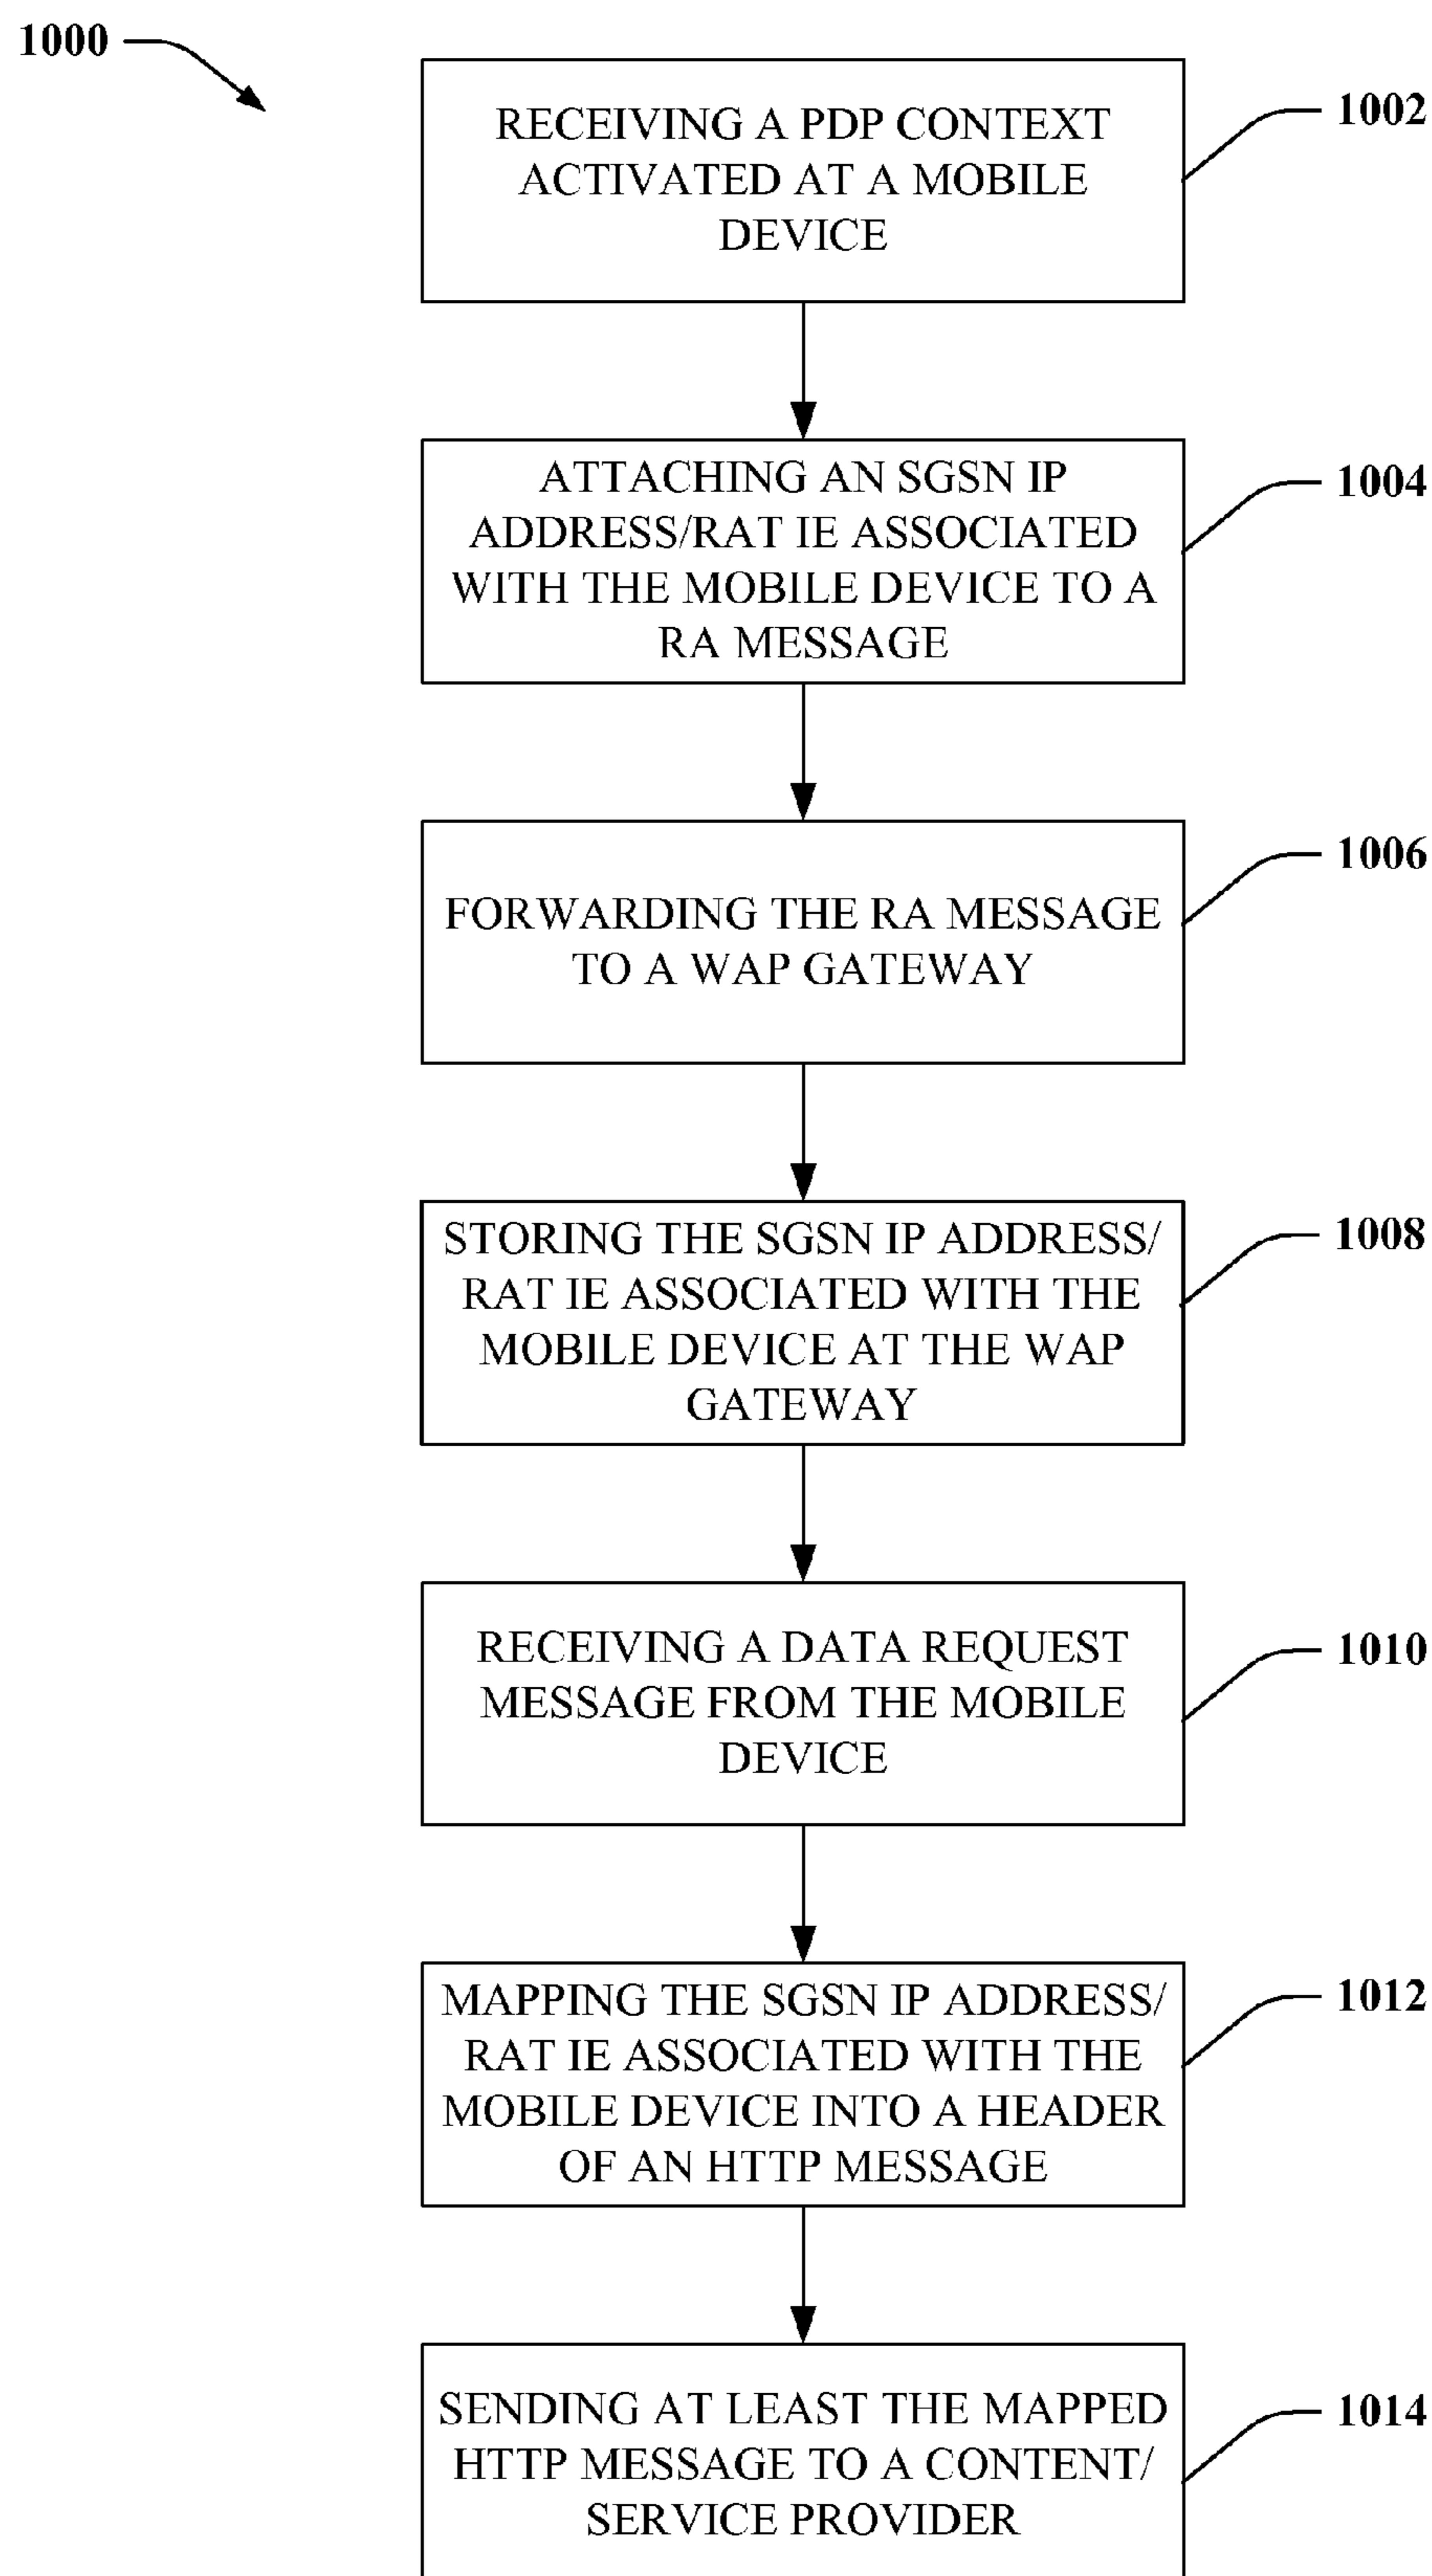 1000
RECEIVING A PDP CONTEXT
ACTIVATED AT A MOBILE
DEVICE
1002
ATTACHING AN SGSN IP
ADDRESS/RAT IE ASSOCIATED
WITH THE MOBILE DEVICE TO A
RA MESSAGE
1004
FORWARDING THE RA MESSAGE
TO A WAP GATEWAY
1006
STORING THE SGSN IP ADDRESS/
RAT IE ASSOCIATED WITH THE
MOBILE DEVICE AT THE WAP
GATEWAY
1008
RECEIVING A DATA REQUEST
MESSAGE FROM THE MOBILE
DEVICE
1010
MAPPING THE SGSN IP ADDRESS/
RAT IE ASSOCIATED WITH THE
MOBILE DEVICE INTO A HEADER
OF AN HTTP MESSAGE
1012
SENDING AT LEAST THE MAPPED
HTTP MESSAGE TO A CONTENT/
SERVICE PROVIDER
1014